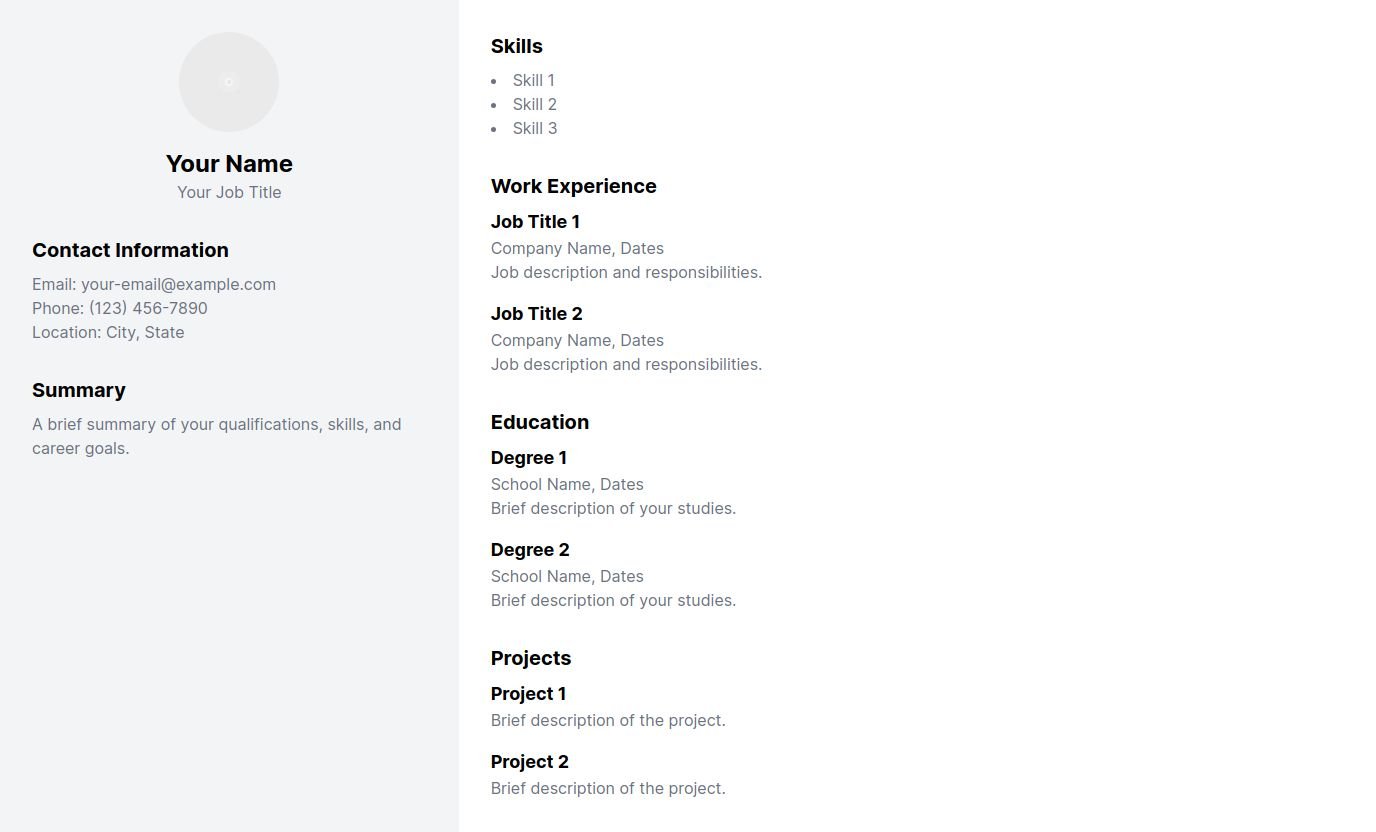 Your Name
Your Job Title
Contact Information
Email: your-email@example.com
Phone: (123) 456-7890
Location: City, State
Summary
A brief summary of your qualifications, skills, and
career goals.
Skills
• Skill 1
• Skill 2
• Skill 3
Work Experience
Job Title 1
Company Name, Dates
Job description and responsibilities.
Job Title 2
Company Name, Dates
Job description and responsibilities.
Education
Degree 1
School Name, Dates
Brief description of your studies.
Degree 2
School Name, Dates
Brief description of your studies.
Projects
Project 1
Brief description of the project.
Project 2
Brief description of the project.